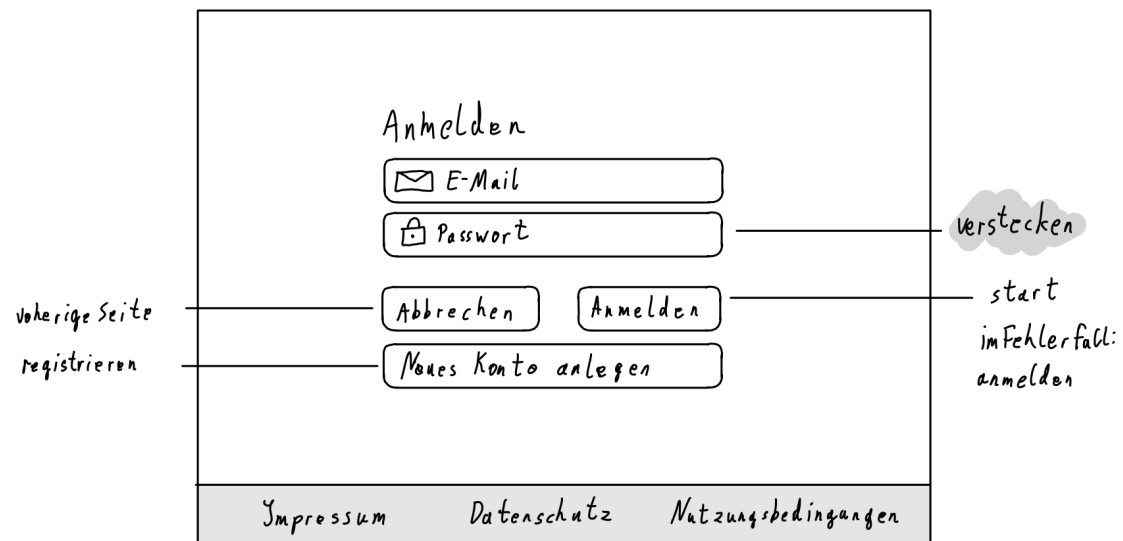 Anmelden
E-Mail
Passwort
verstecken
Abbrechen
Anmelden
voherige Seite
start
im Fehlerfall:
anmelden
registrieren
Neues Konto anlegen
Impressum
Datenschutz
Nutzungsbedingungen